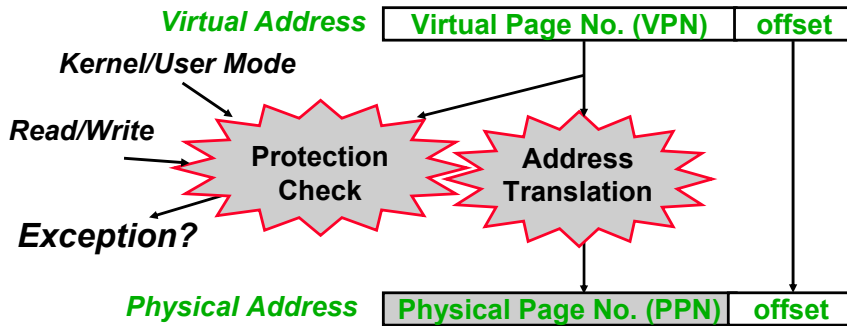 Virtual Address Virtual Page No. (VPN) offset
Kernel/User Mode
Read/Write
Protection
Check
Address
Translation
Exception?
Physical Address Physical Page No. (PPN) offset